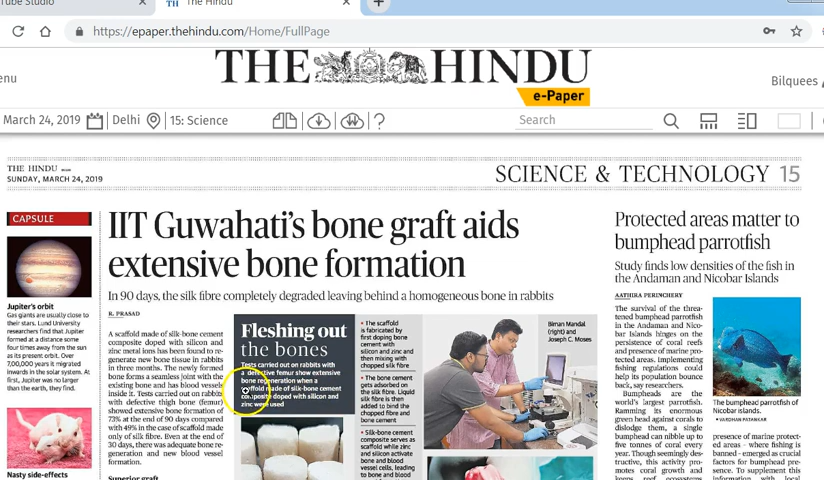 Tube Studio
The Hindu
https://epaper.thehindu.com/Home/FullPage
THE HINDU
e-Paper
enu
Bilquees
March 24, 2019
Delhi
15: Science
?
Search
THE HINDU
SUNDAY, MARCH 24, 2019
SCIENCE & TECHNOLOGY 15
CAPSULE
Jupiter's orbit
Gas giants are usually close to
their stars. Lund University
researchers find that Jupiter
formed at a distance some
four times farther from Sun
as its present orbit. Over
7,00,000 years it migrated
inwards in the solar system. At
first, Jupiter was no larger
than the earth, they find.
Nasty side-effects
IIT Guwahati's bone graft aids
extensive bone formation
In 90 days, the silk fibre completely degraded leaving behind a homogeneous bone in rabbits
R. PRASAD
A scaffold made of silk-bone cement
composite doped with silicon and
zinc metal ions has been found to re-
generate new bone tissue in rabbits
in three months. The newly formed
bone forms a seamless joint with the
existing bone and has blood vessels
inside it. Tests carried out on rabbits
with defective thigh bone (femur)
showed extensive bone formation of
73% at the end of 90 days compared
with 49% in the case of scaffold made
only of silk fibre. Even at the end of
30 days, there was adequate bone re-
generation and new blood vessel
formation.
Superior graft
Fleshing out
the bones
Tests carried out on rabbits with
a defective femur show extensive
bone regeneration when a
scaffold made of silk-bone cement
composite doped with silicon and
zinc were used
• The scaffold
is fabricated by
first doping bone
cement with
silicon and zinc
and then mixing
with chopped silk
fibre
• The bone cement
gets adsorbed on
the silk fibre. Liquid
silk fibre is then
added to bind the
chopped fibre and
bone cement
• Silk-bone cement
composite serves as
scaffold while zinc
and silicon activate
bone and blood
vessel cells, leading
to bone and blood
Biman Mandal
(right) and
Joseph C. Moses
Protected areas matter to
bumphead parrotfish
Study finds low densities of the fish in
the Andaman and Nicobar Islands
AATHIRA PERINCHERY
The survival of the threa-
tened bumphead parrotfish
in the Andaman and Nico-
bar Islands hinges on the
persistence of coral reefs
and presence of marine pro-
tected areas. Implementing
fishing regulations could
help its population bounce
back, say researchers.
Bumpheads are the
world's largest parrotfish.
Ramming its enormous
green head against corals to
dislodge them, a single
bumphead can nibble up to
five tonnes of coral every
year. Though seemingly des-
tructive, this activity pro-
motes coral growth and
keeps reef ecosystems
The bumphead parrotfish of
Nicobar Islands.
• VARDHAN PATANKAR
presence of marine protect-
ed areas – where fishing is
banned – emerged as crucial
factors for bumphead pre-
sence. To supplement this
information with local